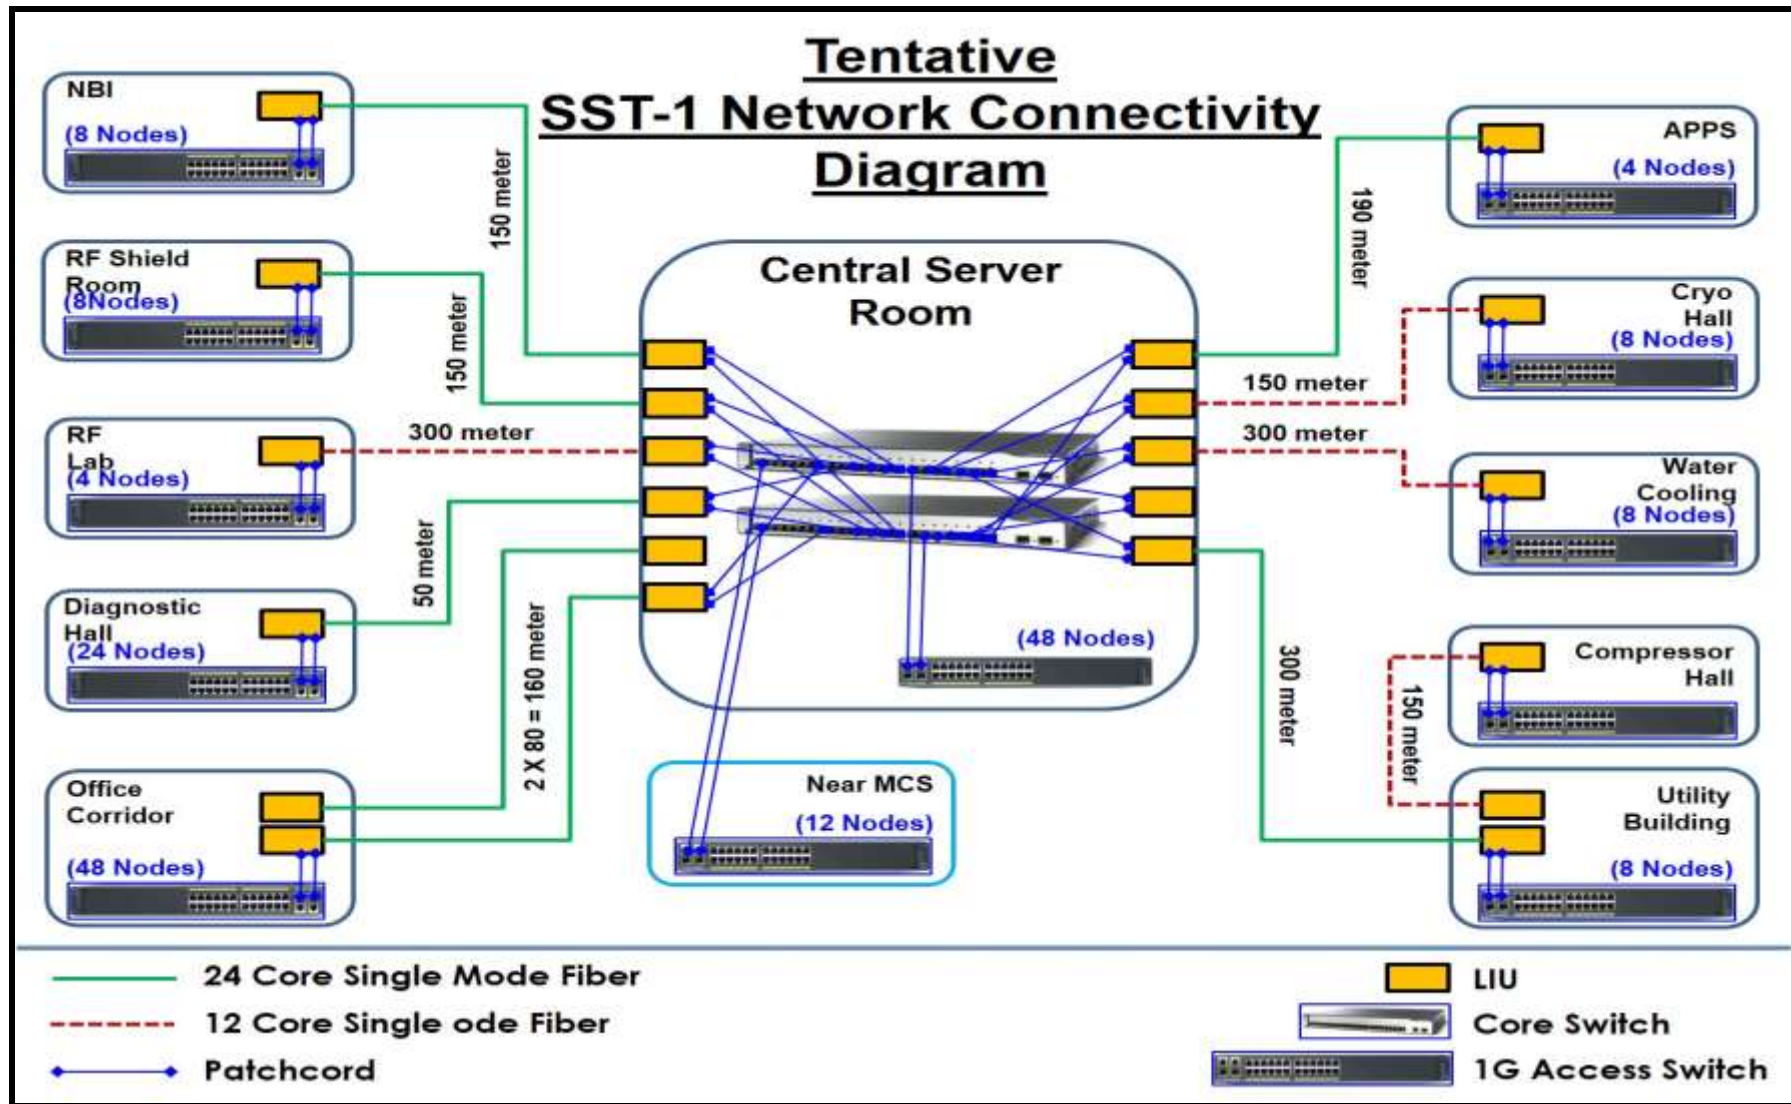 Tentative
SST-1 Network Connectivity
Diagram
NBI
(8 Nodes)
150 meter
RF Shield
Room
(8Nodes)
150 meter
RF
Lab
(4 Nodes)
300 meter
Diagnostic
Hall
(24 Nodes)
50 meter
Office
Corridor
(48 Nodes)
2 X 80 = 160 meter
Central Server
Room
(48 Nodes)
Near MCS
(12 Nodes)
APPS
(4 Nodes)
190 meter
Cryo
Hall
(8 Nodes)
150 meter
Water
Cooling
(8 Nodes)
300 meter
Compressor
Hall
150 meter
Utility
Building
(8 Nodes)
300 meter
24 Core Single Mode Fiber
12 Core Single ode Fiber
Patchcord
LIU
Core Switch
1G Access Switch